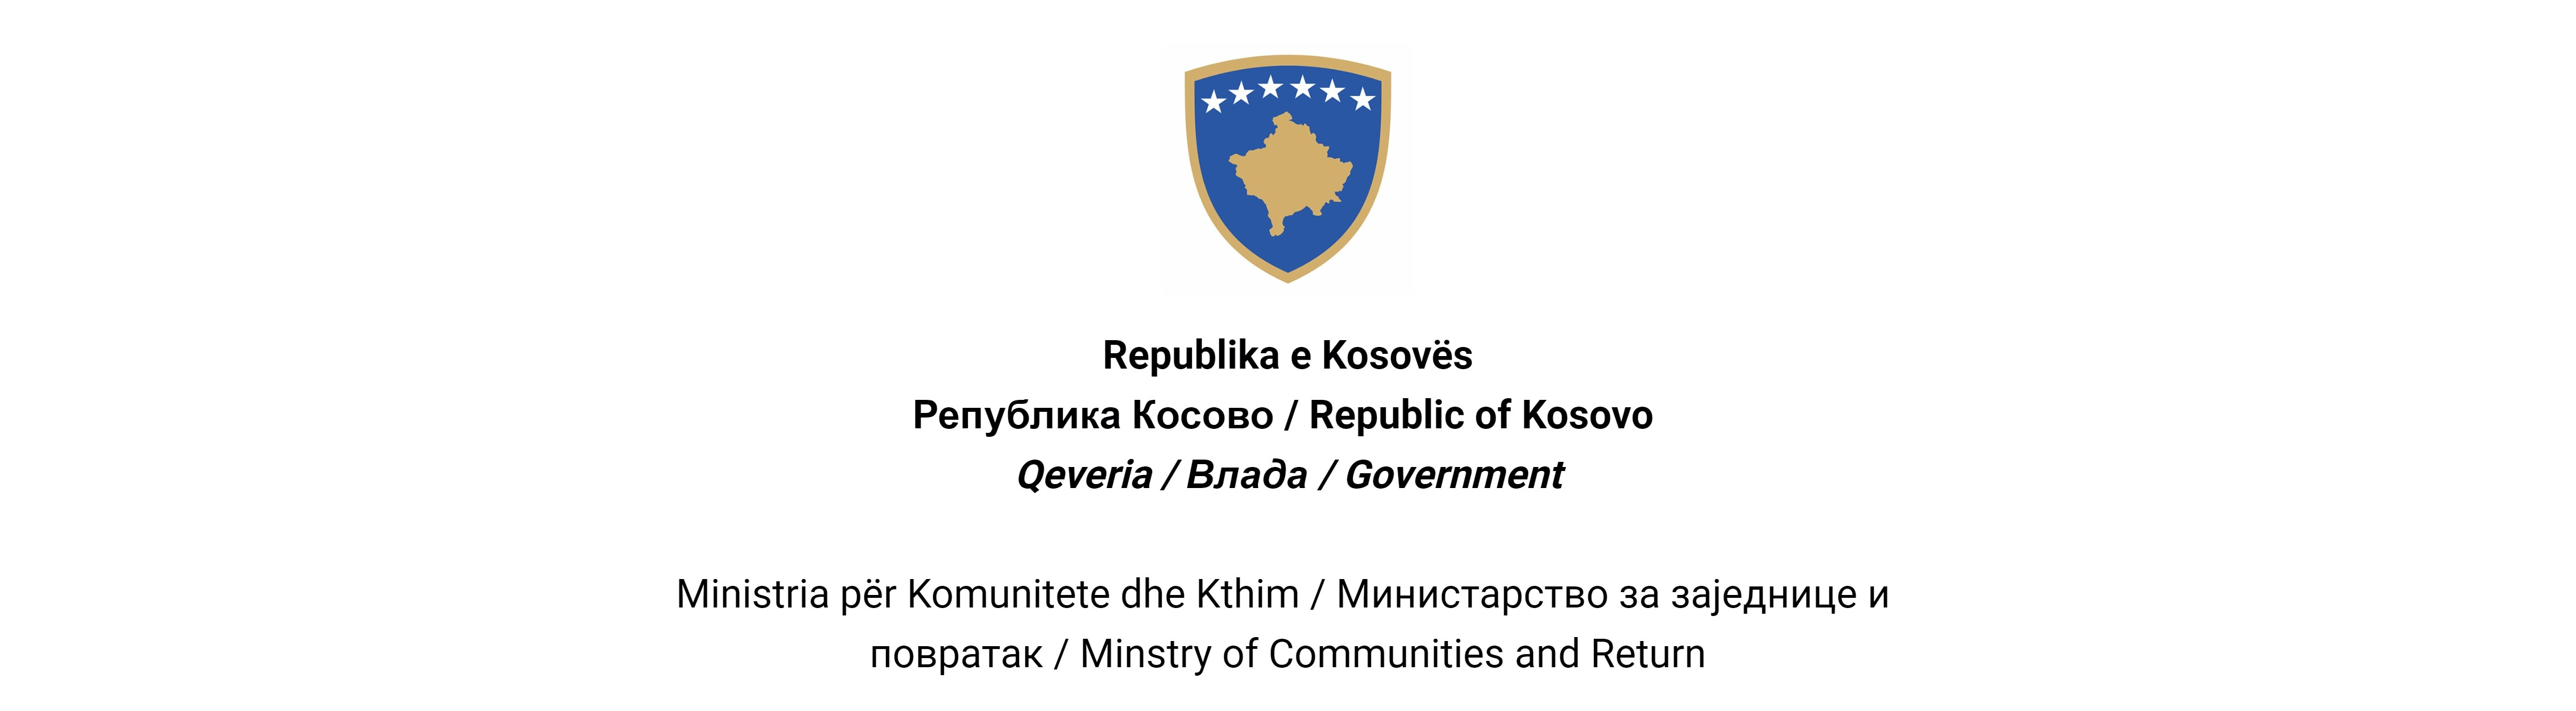 Republika e Kosovës
Република Косово / Republic of Kosovo
Qeveria / Влада / Government
Ministria për Komunitete dhe Kthim / Министарство за заједнице и
повратак / Minstry of Communities and Return